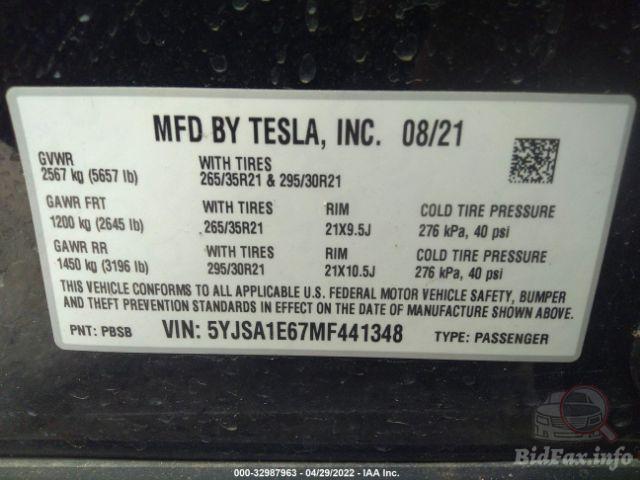 MFD BY TESLA, INC. 08/21
GVWR
2567 kg (5657 lb)
WITH TIRES
265/35R21 & 295/30R21
GAWR FRT
1200 kg (2645 lb)
WITH TIRES
265/35R21
RIM
21X9.5J
COLD TIRE PRESSURE
276 kPa, 40 psi
GAWR RR
1450 kg (3196 lb)
WITH TIRES
295/30R21
RIM
21X10.5J
COLD TIRE PRESSURE
276 kPa, 40 psi
THIS VEHICLE CONFORMS TO ALL APPLICABLE U.S. FEDERAL MOTOR VEHICLE SAFETY, BUMPER
AND THEFT PREVENTION STANDARDS IN EFFECT ON THE DATE OF MANUFACTURE SHOWN ABOVE.
PNT: PBSB VIN: 5YJSA1E67MF441348 TYPE: PASSENGER
BidFax.info
000-32987963 - 04/29/2022 - IAA Inc.